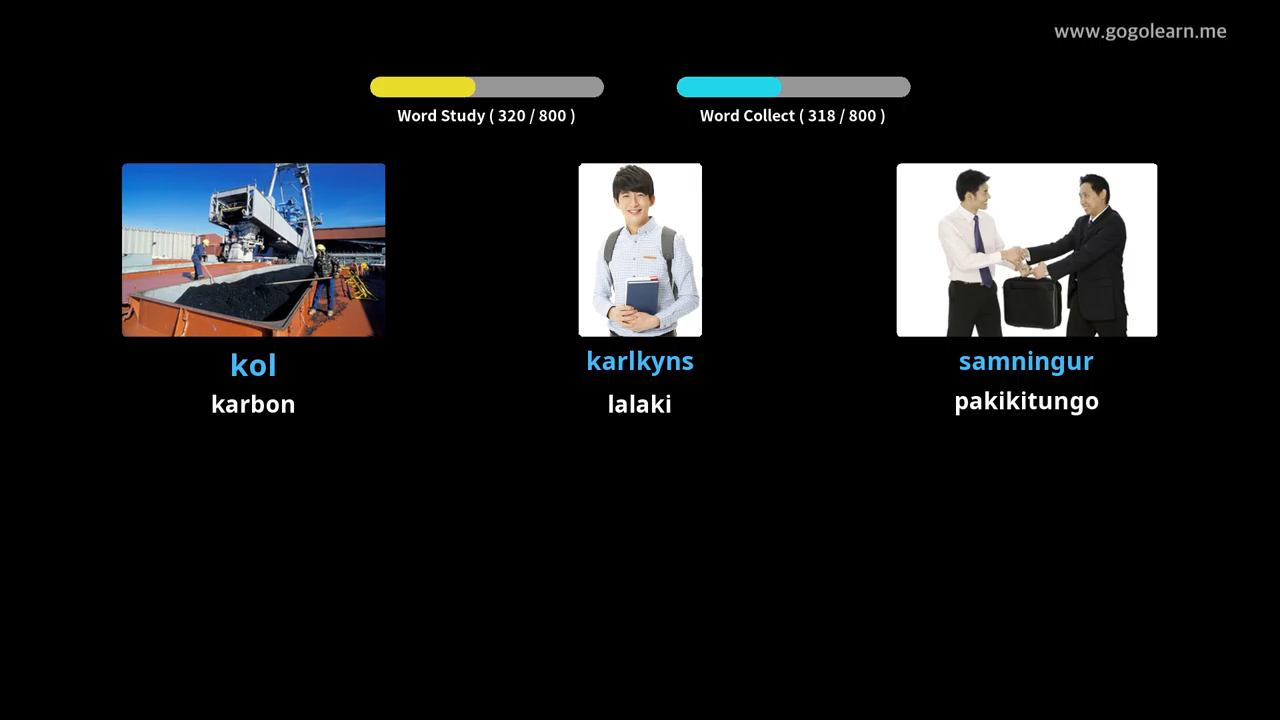 www.gogolearn.me
Word Study ( 320 / 800 )
Word Collect ( 318 / 800 )
kol
karlkyns
samningur
karbon
lalaki
pakikitungo